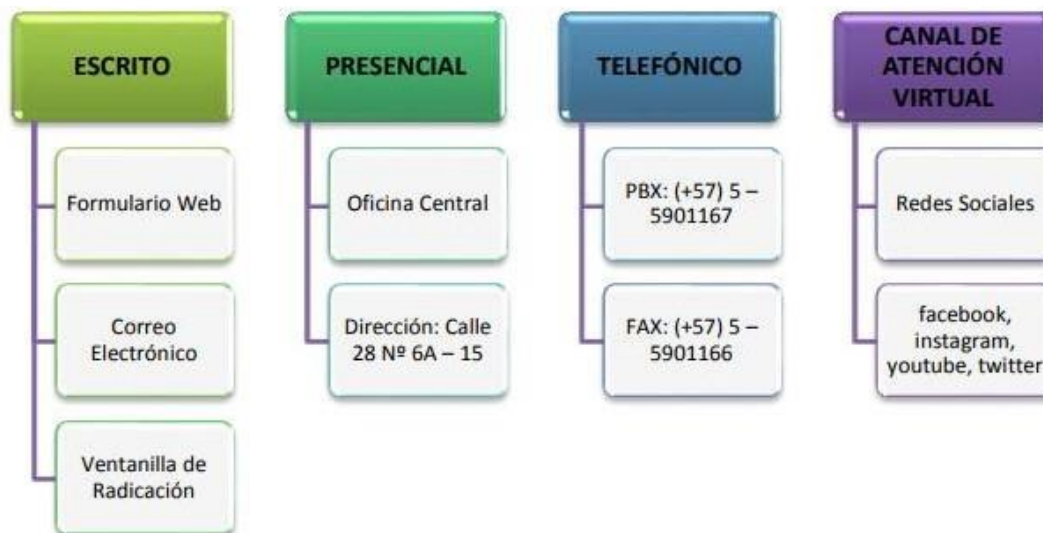 ESCRITO
Formulario Web
Correo
Electrónico
Ventanilla de
Radicación
PRESENCIAL
Oficina Central
Dirección: Calle
28 Nº 6A – 15
TELEFÓNICO
PBX: (+57) 5 –
5901167
FAX: (+57) 5 –
5901166
CANAL DE
ATENCIÓN
VIRTUAL
Redes Sociales
facebook,
instagram,
youtube, twitter